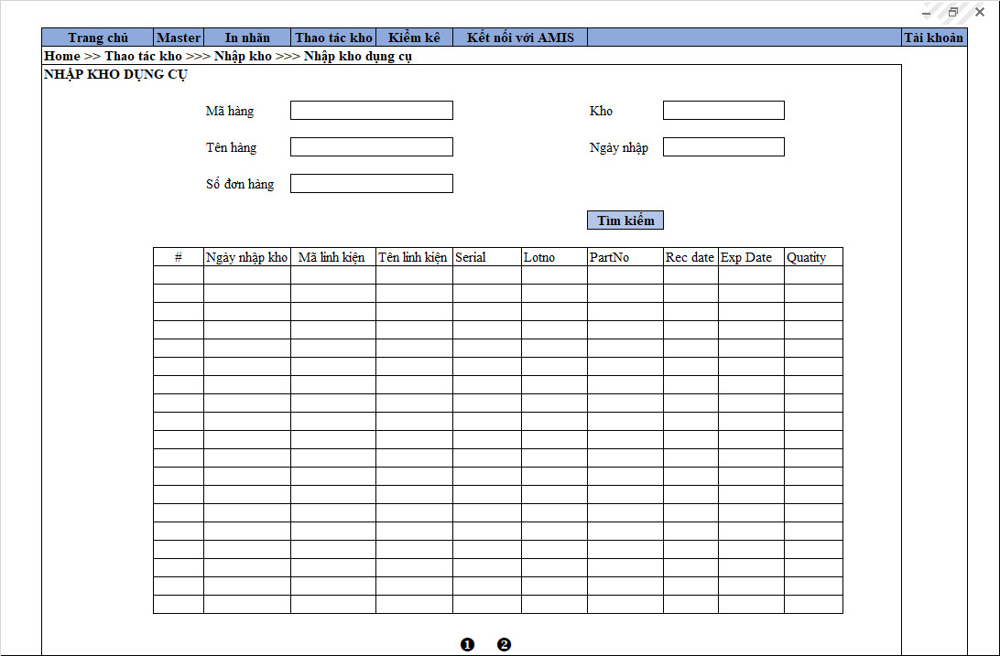 Trang chủ Master In nhãn Thao tác kho Kiểm kê Kết nối với AMIS Tài khoản
Home >> Thao tác kho >>> Nhập kho >>> Nhập kho dụng cụ
NHẬP KHO DỤNG CỤ
Mã hàng Kho
Tên hàng Ngày nhập
Số đơn hàng
Tìm kiếm
# Ngày nhập kho Mã linh kiện Tên linh kiện Serial Lotno PartNo Rec date Exp Date Quatity
❶ ❷